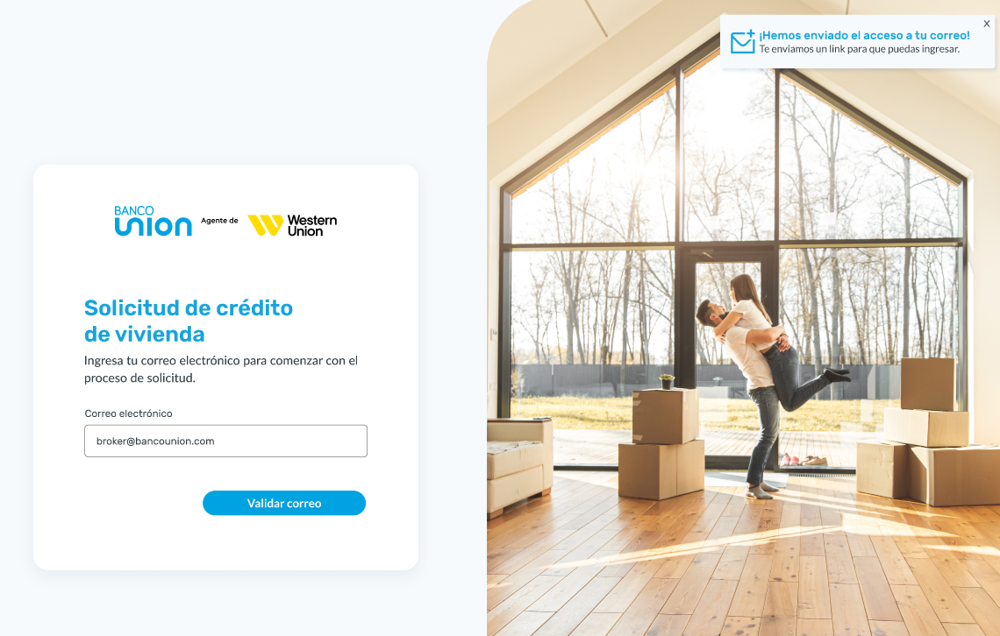 BANCO
union
Agente de
Western
Union
Solicitud de crédito
de vivienda
Ingresa tu correo electrónico para comenzar con el
proceso de solicitud.
Correo electrónico
broker@bancounion.com
Validar correo
X
¡Hemos enviado el acceso a tu correo!
Te enviamos un link para que puedas ingresar.